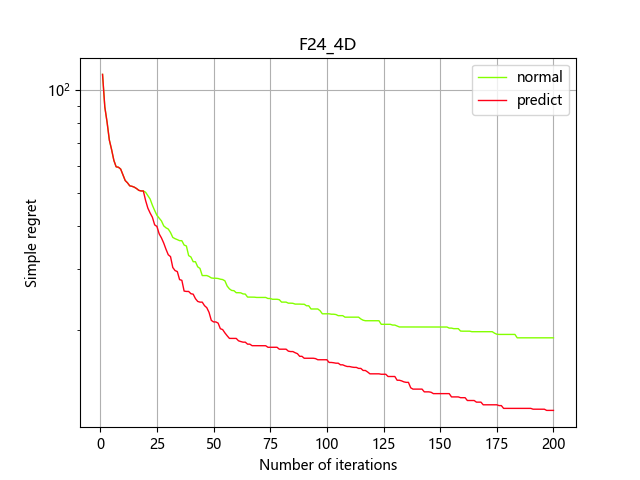 F24_4D
normal
predict
10²
Simple regret
0 25 50 75 100 125 150 175 200
Number of iterations